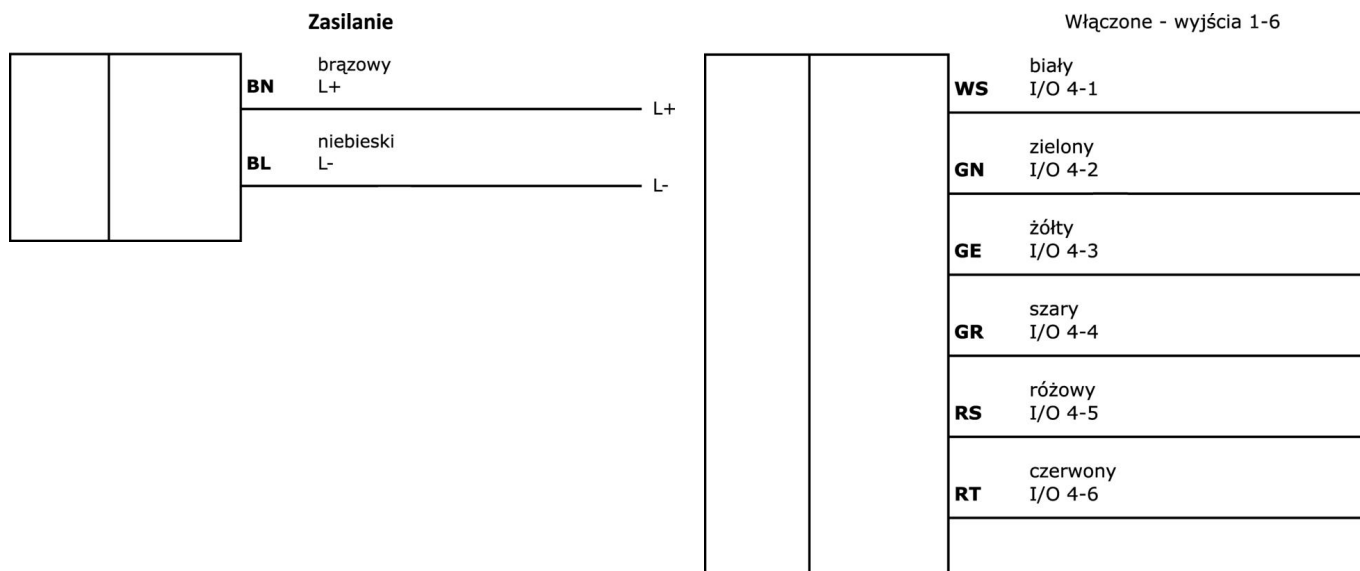 Zasilanie
brązowy
BN L+
L+
niebieski
BL L-
L-
Włączone - wyjścia 1-6
biały
WS I/O 4-1
zielony
GN I/O 4-2
żółty
GE I/O 4-3
szary
GR I/O 4-4
różowy
RS I/O 4-5
czerwony
RT I/O 4-6